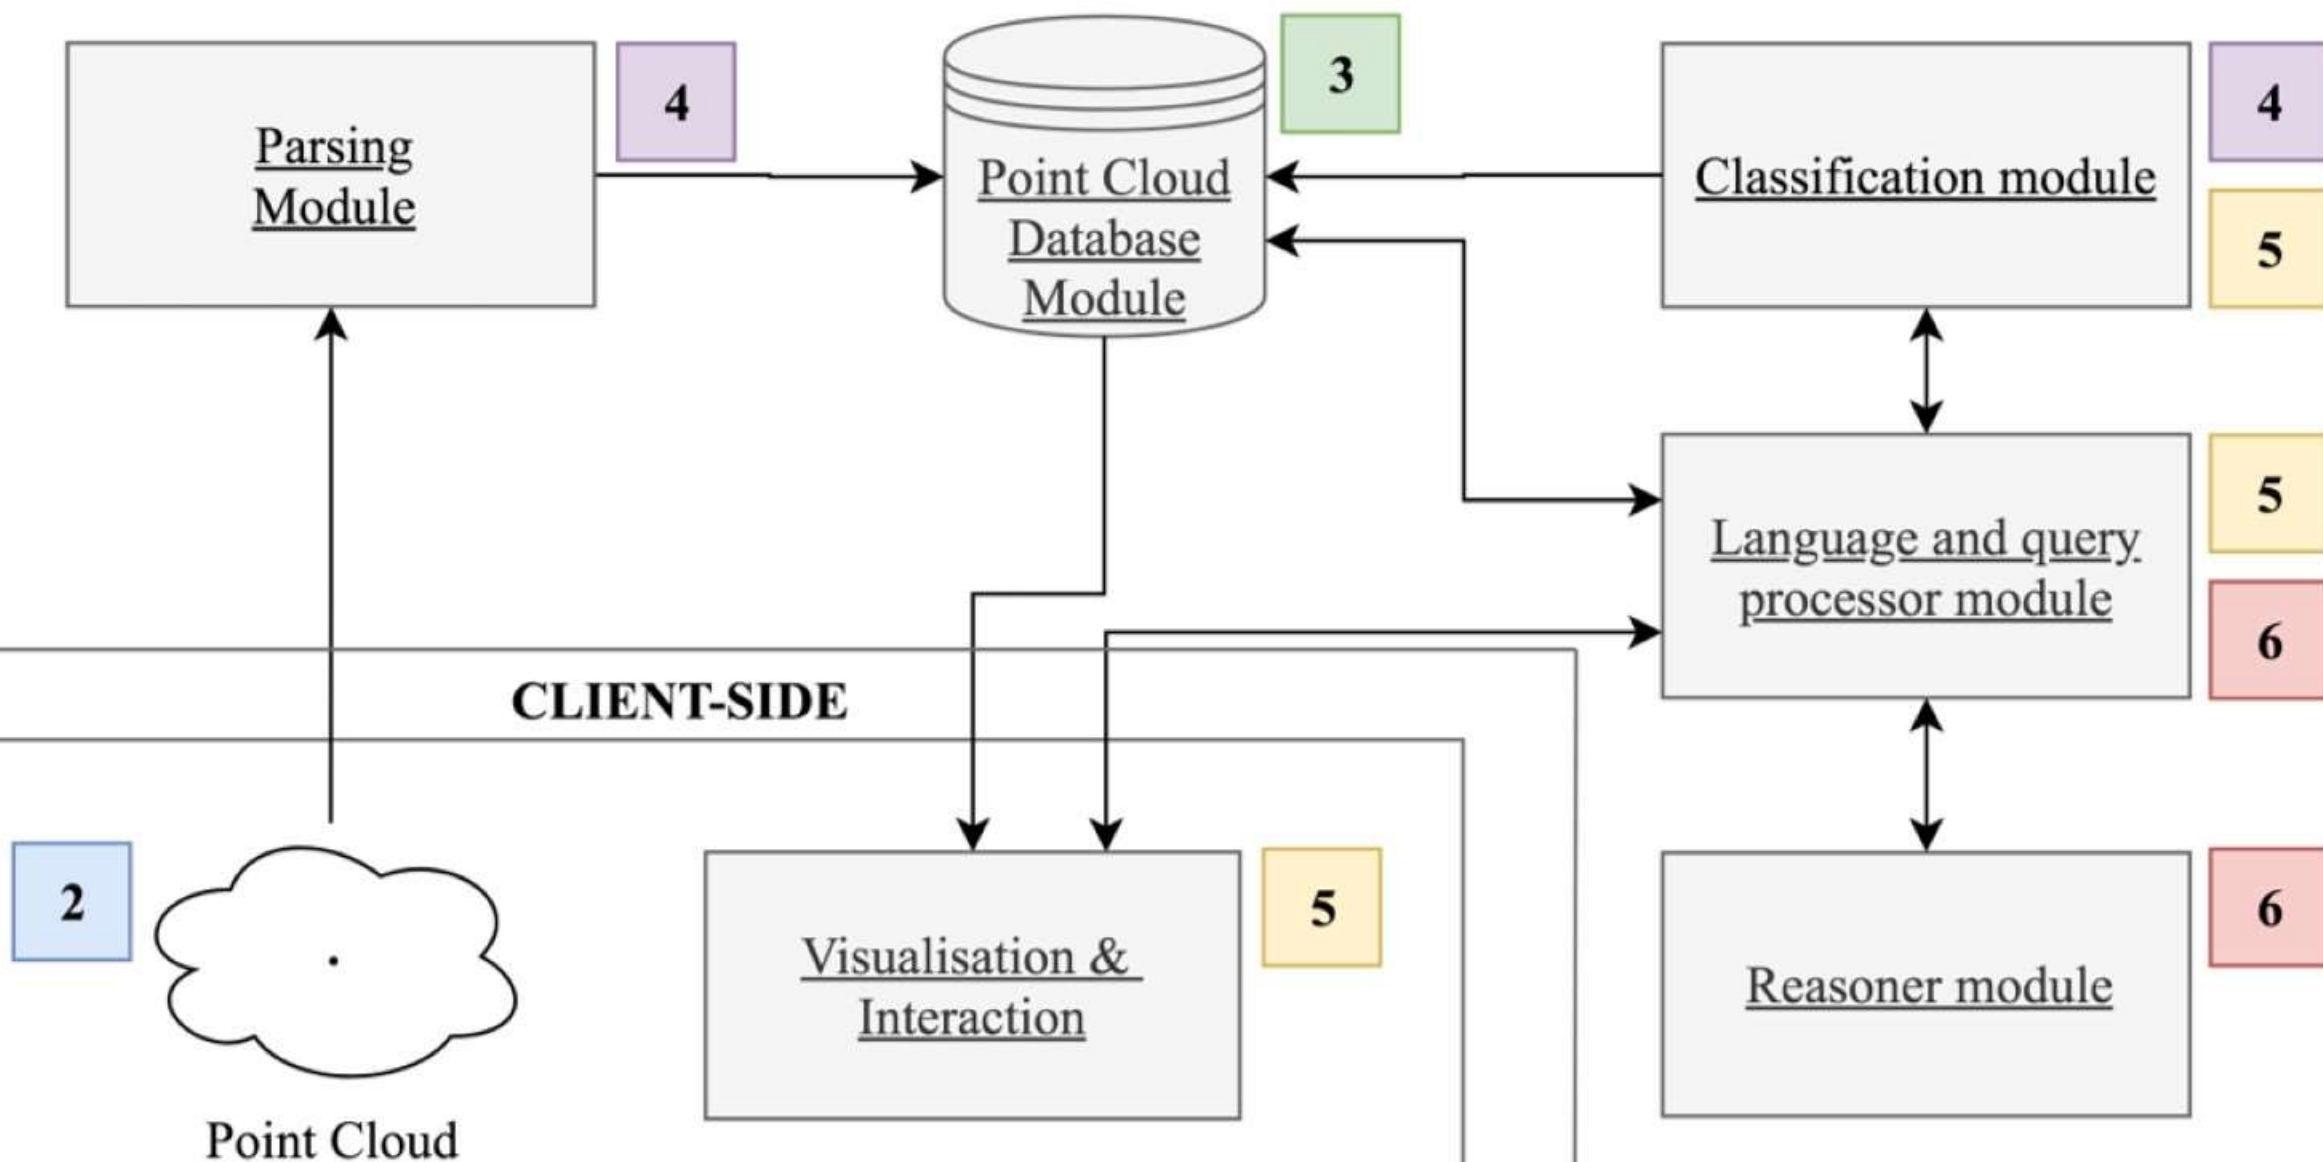 Parsing
Module
4
Point Cloud
Database
Module
3
Classification module
4
5
Language and query
processor module
5
6
CLIENT-SIDE
2
Point Cloud
Visualisation &
Interaction
5
Reasoner module
6